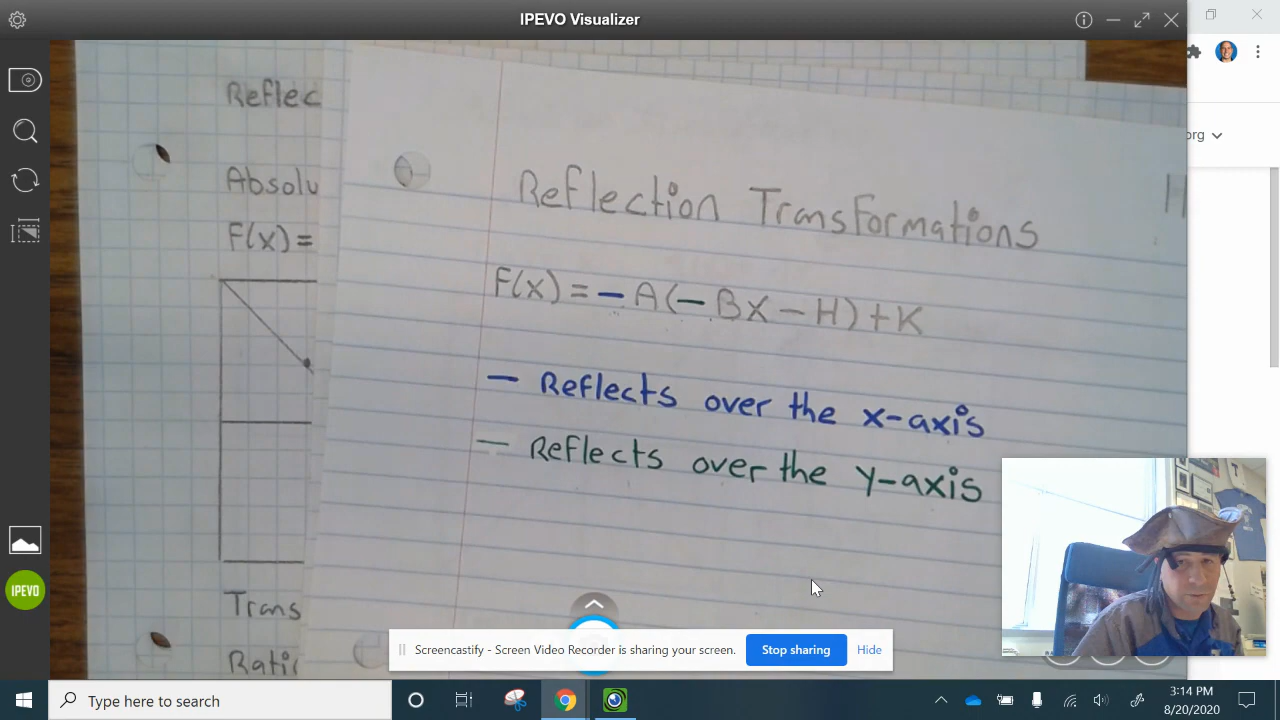 IPEVO Visualizer
Reflec
Absolu
F(x) =
Trans
Reflection Transformations
F(x) = - A(- BX - H) + K
- Reflects over the x-axis
- Reflects over the y-axis
H
org
IPEVO
Screencastify - Screen Video Recorder is sharing your screen.
Stop sharing
Hide
Type here to search
3:14 PM
8/20/2020